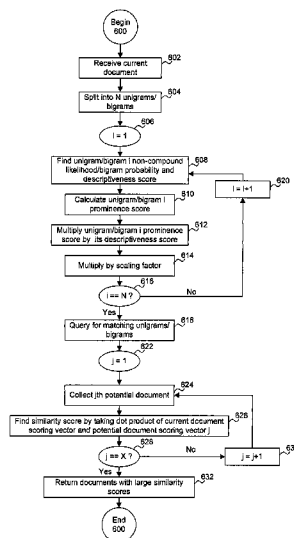 Begin
600
602
Receive current
document
604
Split into N unigrams/
bigrams
606
i = 1
608
Find unigram/bigram i non-compound
likelihood/bigram probability and
descriptiveness score
620
i = i+1
610
Calculate unigram/bigram i
prominence score
612
Multiply unigram/bigram i prominence
score by its descriptiveness score
614
Multiply by scaling factor
616
i == N ?
No
Yes
618
Query for matching unigrams/
bigrams
622
j = 1
624
Collect jth potential document
626
Find similarity score by taking dot product of current document
scoring vector and potential document scoring vector j
628
j == X ?
No
63
j = j+1
Yes
632
Return documents with large similarity
scores
End
600